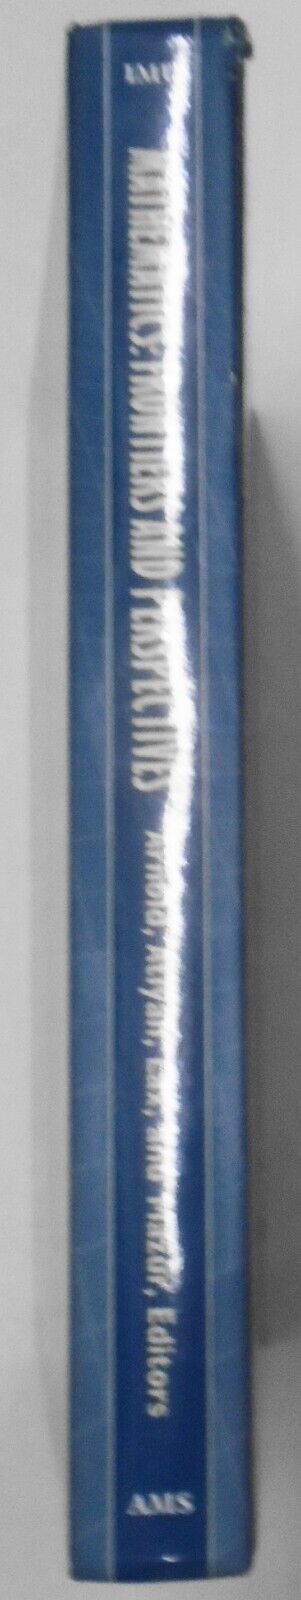 IMU
MATHEMATICS: FRONTIERS AND PERSPECTIVES
Arnold, Atiyah, Lax, and Mazur, Editors
AMS